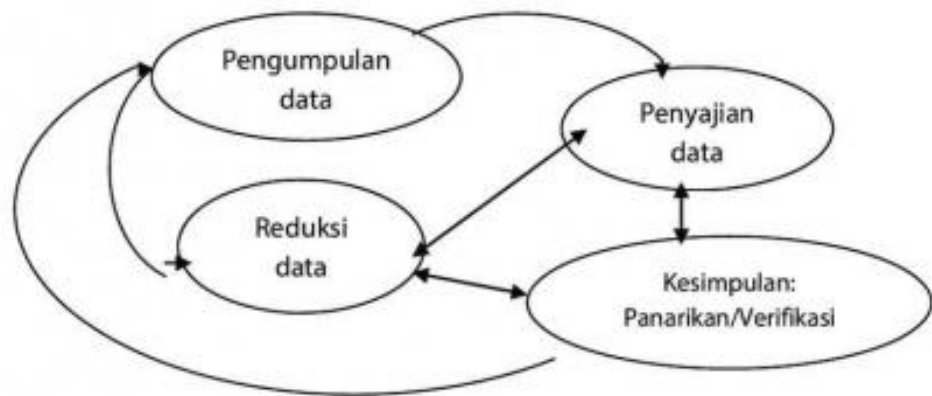 Pengumpulan
data
Penyajian
data
Reduksi
data
Kesimpulan:
Panarikan/Verifikasi